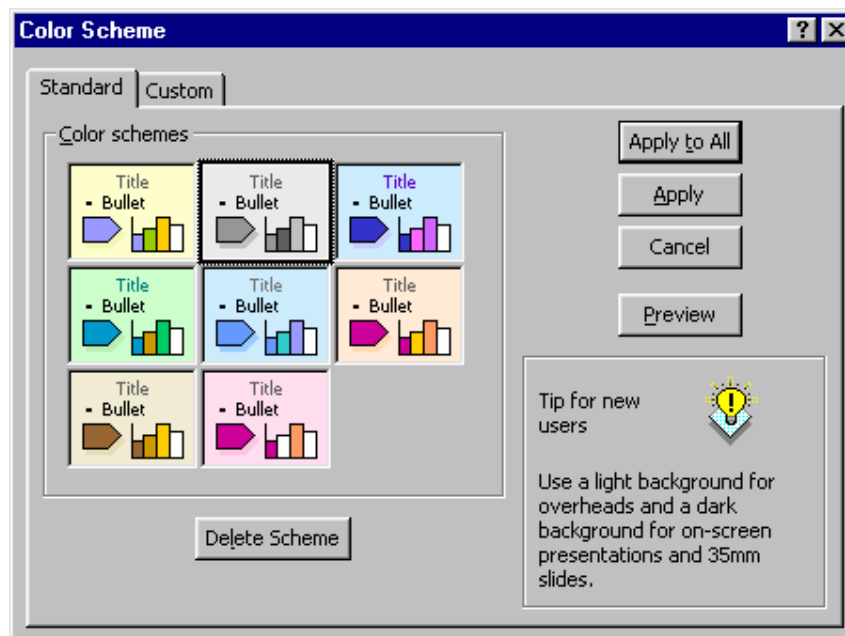 Color Scheme
Standard
Custom
Color schemes
Title
- Bullet
Title
- Bullet
Title
- Bullet
Title
- Bullet
Title
- Bullet
Title
- Bullet
Title
- Bullet
Title
- Bullet
Delete Scheme
Apply to All
Apply
Cancel
Preview
Tip for new
users
Use a light background for
overheads and a dark
background for on-screen
presentations and 35mm
slides.